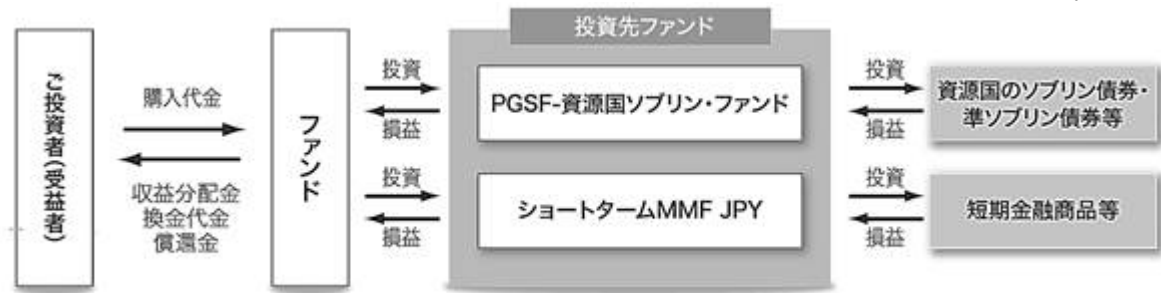 投資先ファンド
ご投資者(受益者)
購入代金
収益分配金
換金代金
償還金
ファンド
投資
損益
PGSF-資源国ソブリン・ファンド
投資
損益
資源国のソブリン債券・
準ソブリン債券等
投資
損益
ショートタームMMF JPY
投資
損益
短期金融商品等